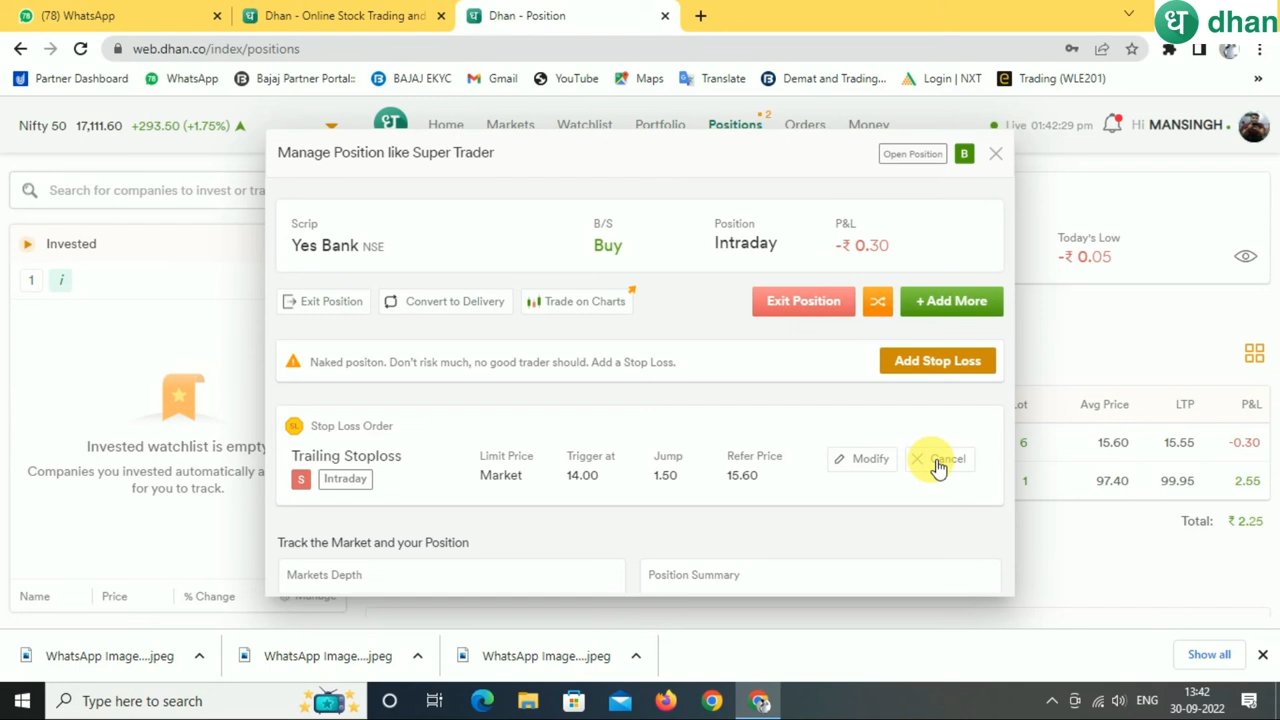 (78) WhatsApp
Dhan - Online Stock Trading and
Dhan - Position
ध dhan
web.dhan.co/index/positions
Partner Dashboard
WhatsApp
Bajaj Partner Portal::
BAJAJ EKYC
Gmail
YouTube
Maps
Translate
Demat and Trading...
Login | NXT
Trading (WLE201)
Nifty 50 17,111.60 +293.50 (+1.75%)
Home
Markets
Watchlist
Portfolio
Positions 2
Orders
Money
Live 01:42:29 pm
Hi MANSINGH
Search for companies to invest or tra
Manage Position like Super Trader
Open Position
B
Invested
1 i
Scrip
Yes Bank NSE
B/S
Buy
Position
Intraday
P&L
-₹ 0.30
Today's Low
-₹ 0.05
Exit Position
Convert to Delivery
Trade on Charts
Exit Position
+ Add More
Naked positon. Don't risk much, no good trader should. Add a Stop Loss.
Add Stop Loss
SL Stop Loss Order
Trailing Stoploss
S Intraday
Limit Price
Market
Trigger at
14.00
Jump
1.50
Refer Price
15.60
Modify
Cancel
Track the Market and your Position
Markets Depth
Position Summary
Invested watchlist is empty
Companies you invested automatically a
for you to track.
Name Price % Change Manage
ot Avg Price LTP P&L
6 15.60 15.55 -0.30
1 97.40 99.95 2.55
Total: ₹ 2.25
WhatsApp Image....jpeg
WhatsApp Image....jpeg
WhatsApp Image....jpeg
Show all
Type here to search
ENG
13:42
30-09-2022